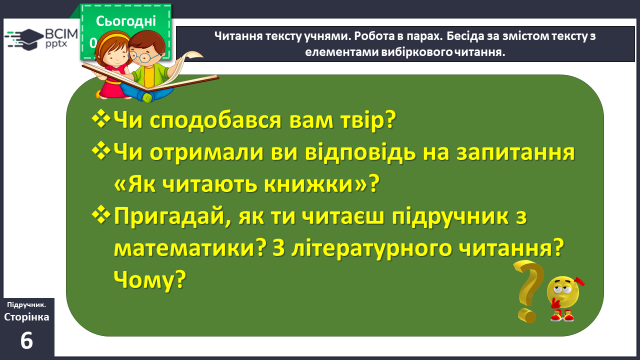 ВСІМ
pptx
Сьогодні
0
Читання тексту учнями. Робота в парах. Бесіда за змістом тексту з
елементами вибіркового читання.
❖Чи сподобався вам твір?
❖Чи отримали ви відповідь на запитання
«Як читають книжки»?
❖Пригадай, як ти читаєш підручник з
математики? З літературного читання?
Чому?
Підручник.
Сторінка
6